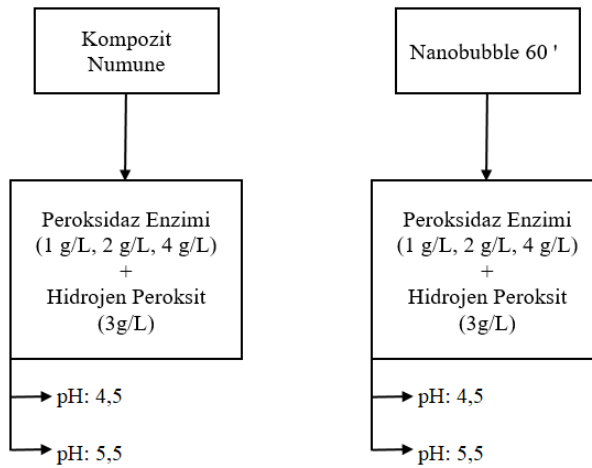 Kompozit
Numune
Peroksidaz Enzimi
(1 g/L, 2 g/L, 4 g/L)
+
Hidrojen Peroksit
(3g/L)
pH: 4,5
pH: 5,5
Nanobubble 60 '
Peroksidaz Enzimi
(1 g/L, 2 g/L, 4 g/L)
+
Hidrojen Peroksit
(3g/L)
pH: 4,5
pH: 5,5